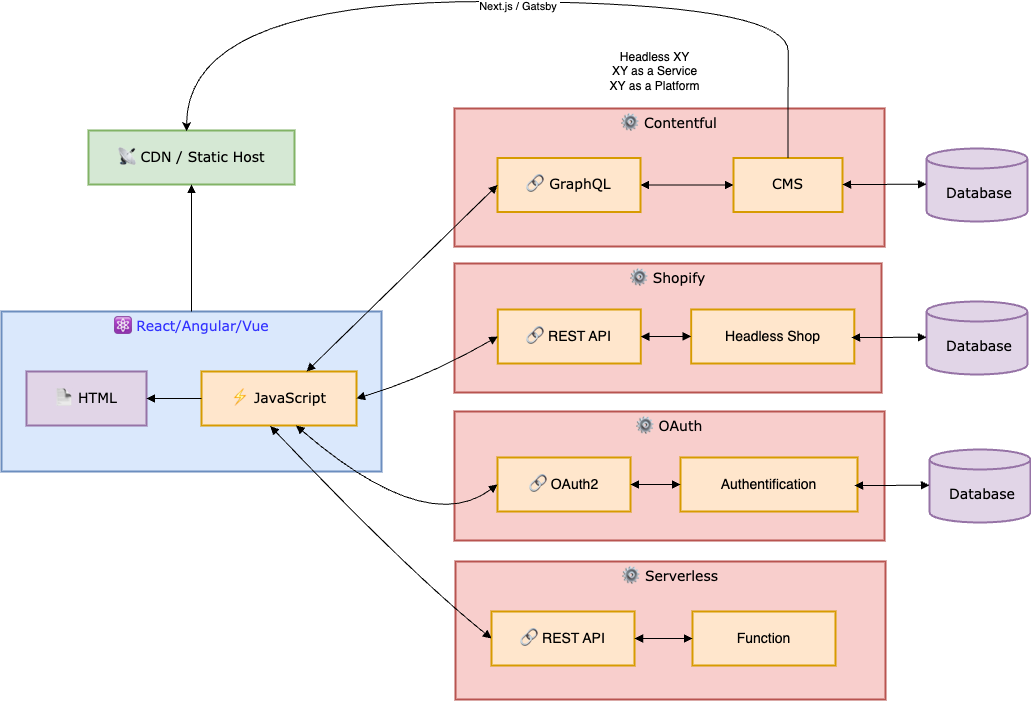 Next.js / Gatsby
Headless XY
XY as a Service
XY as a Platform
Contentful
CDN / Static Host
GraphQL
CMS
Database
Shopify
React/Angular/Vue
REST API
Headless Shop
Database
HTML
JavaScript
OAuth
OAuth2
Authentification
Database
Serverless
REST API
Function